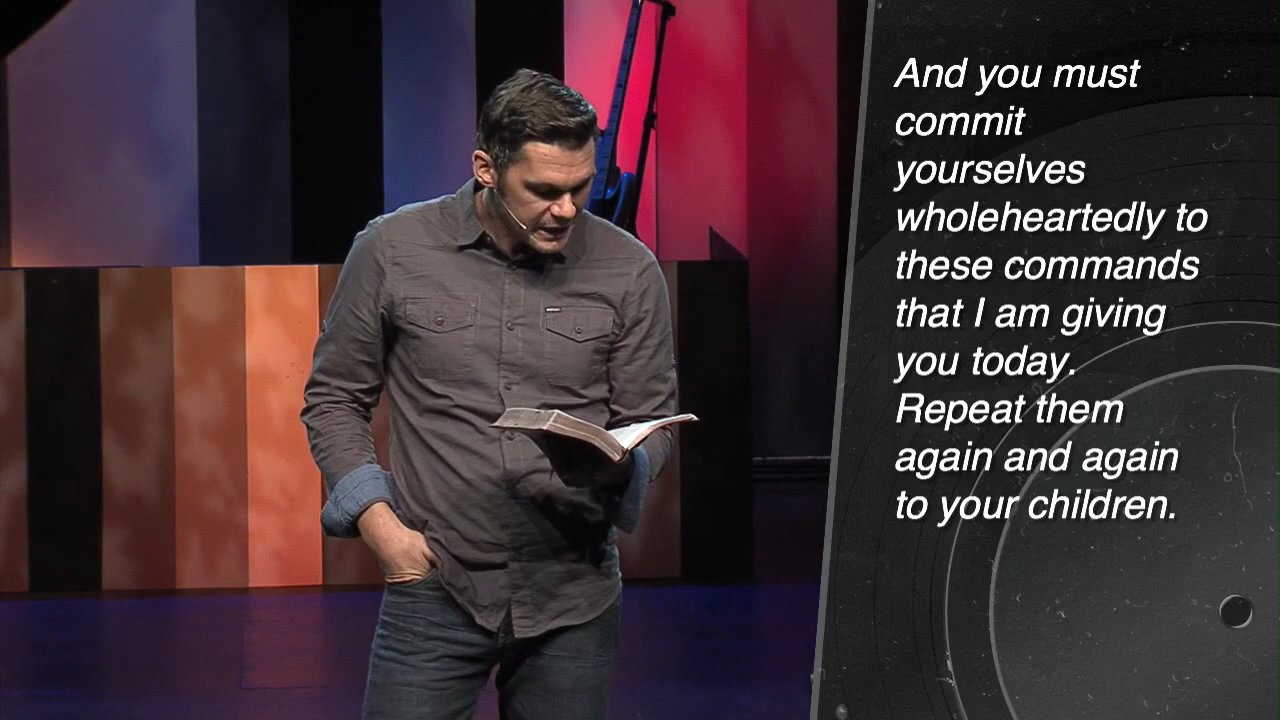 And you must
commit
yourselves
wholeheartedly to
these commands
that I am giving
you today.
Repeat them
again and again
to your children.